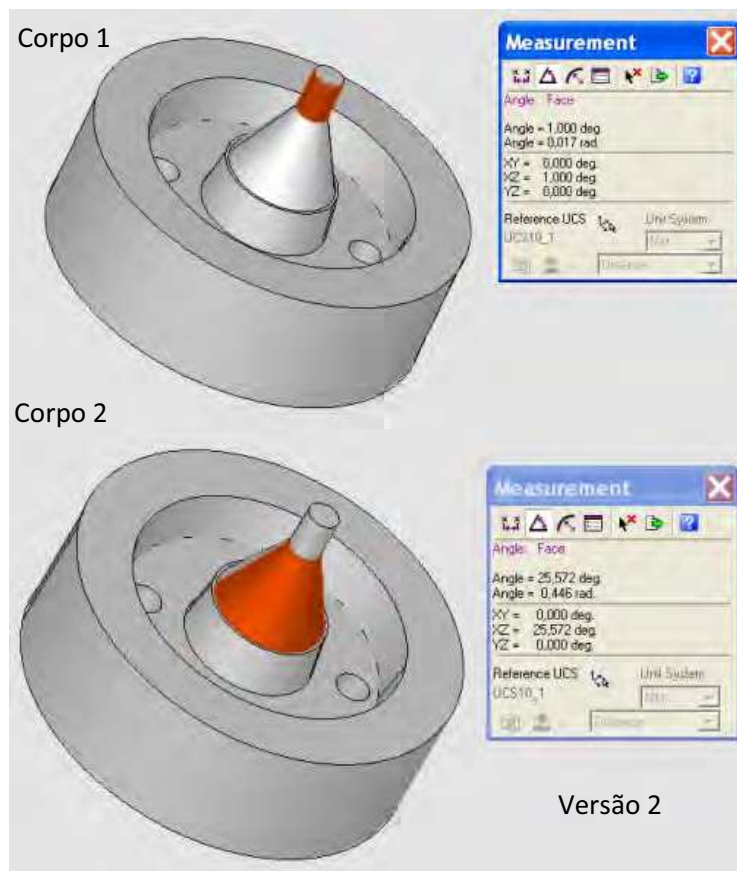 Corpo 1
Measurement
Angle: Face
Angle = 1,000 deg.
Angle = 0,017 rad.
XY = 0,000 deg.
XZ = 1,000 deg.
YZ = 0,000 deg.
Reference UCS
Unit System
UCS10_1
Distance
Corpo 2
Measurement
Angle: Face
Angle = 25,572 deg.
Angle = 0,446 rad.
XY = 0,000 deg.
XZ = 25,572 deg.
YZ = 0,000 deg.
Reference UCS
Unit System
UCS10_1
Distance
Versão 2